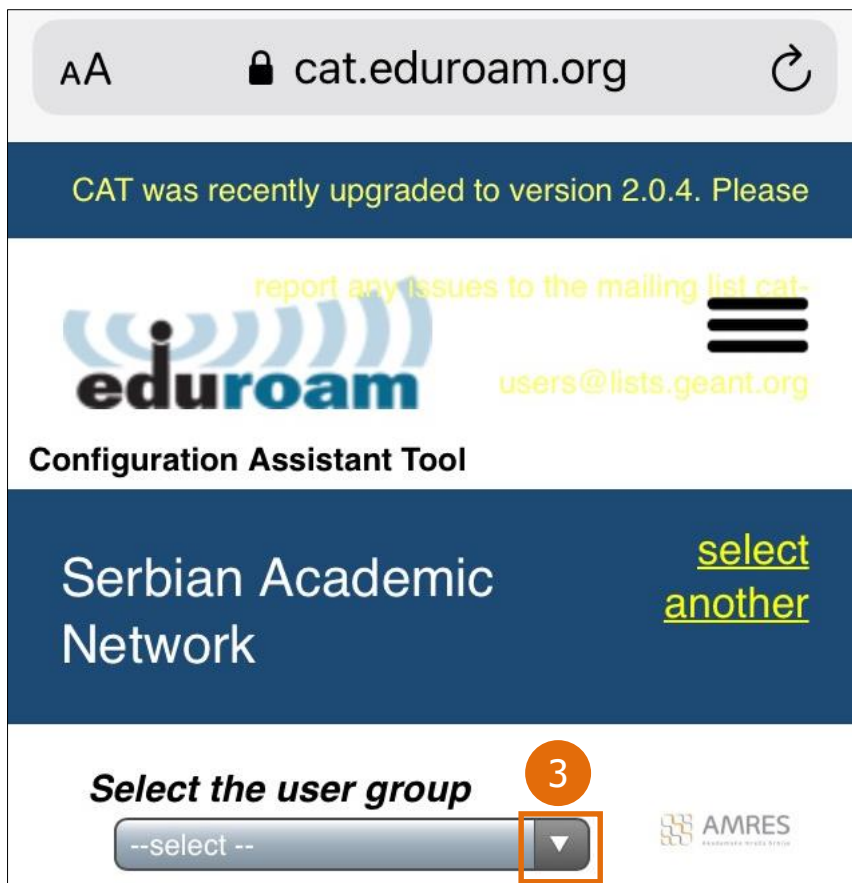 AA cat.eduroam.org
CAT was recently upgraded to version 2.0.4. Please
report any issues to the mailing list cat-
users@lists.geant.org
eduroam
Configuration Assistant Tool
Serbian Academic
Network
select
another
Select the user group
3
--select --
AMRES